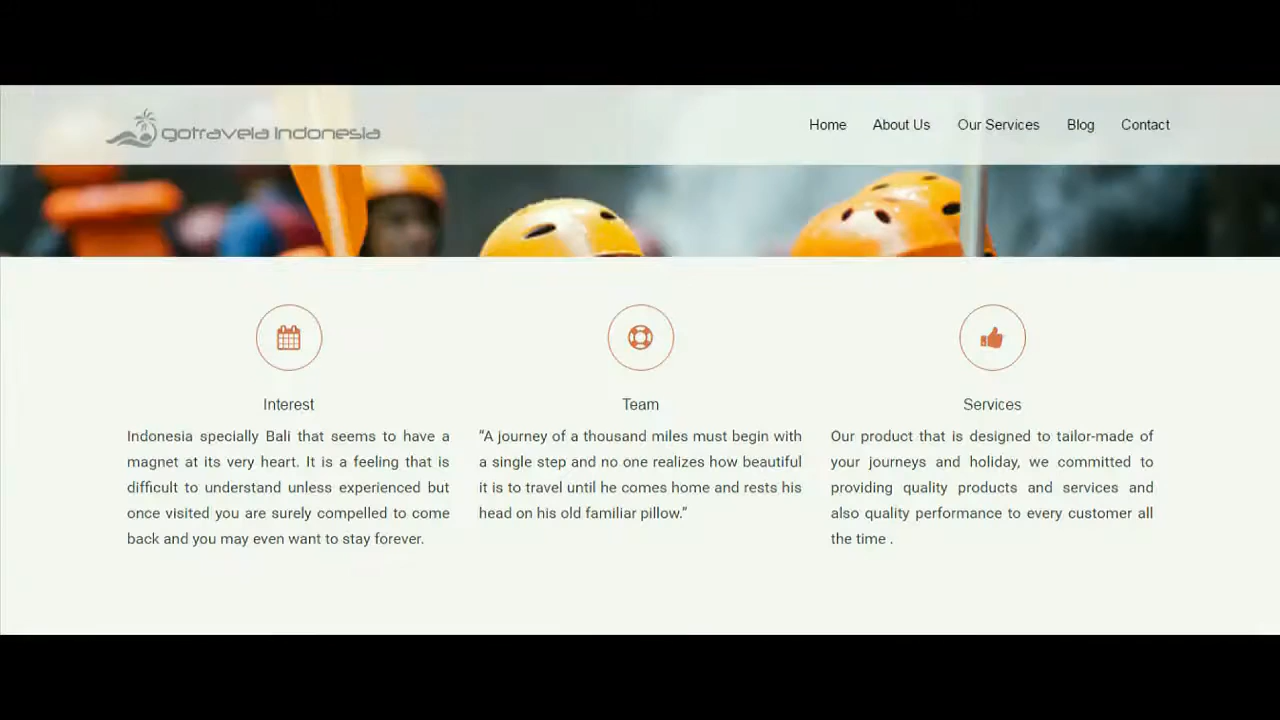 gotravela Indonesia
Home About Us Our Services Blog Contact
Interest
Indonesia specially Bali that seems to have a
magnet at its very heart. It is a feeling that is
difficult to understand unless experienced but
once visited you are surely compelled to come
back and you may even want to stay forever.
Team
“A journey of a thousand miles must begin with
a single step and no one realizes how beautiful
it is to travel until he comes home and rests his
head on his old familiar pillow.”
Services
Our product that is designed to tailor-made of
your journeys and holiday, we committed to
providing quality products and services and
also quality performance to every customer all
the time .